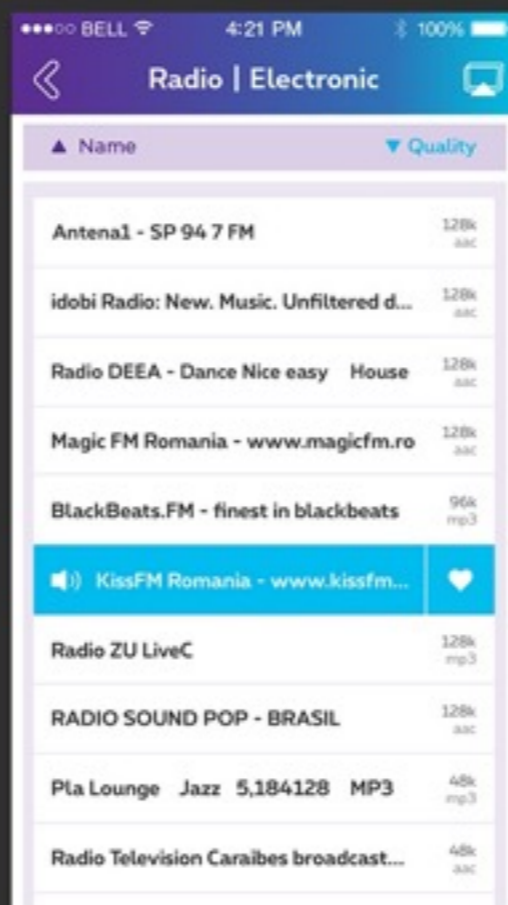 BELL 4:21 PM 100%
Radio | Electronic
▲ Name ▼ Quality
Antena1 - SP 94 7 FM 128k
aac
idobi Radio: New. Music. Unfiltered d... 128k
aac
Radio DEEA - Dance Nice easy House 128k
aac
Magic FM Romania - www.magicfm.ro 128k
aac
BlackBeats.FM - finest in blackbeats 96k
mp3
KissFM Romania - www.kissfm...
Radio ZU LiveC 128k
mp3
RADIO SOUND POP - BRASIL 128k
aac
Pla Lounge Jazz 5,184128 MP3 48k
mp3
Radio Television Caraibes broadcast... 48k
aac